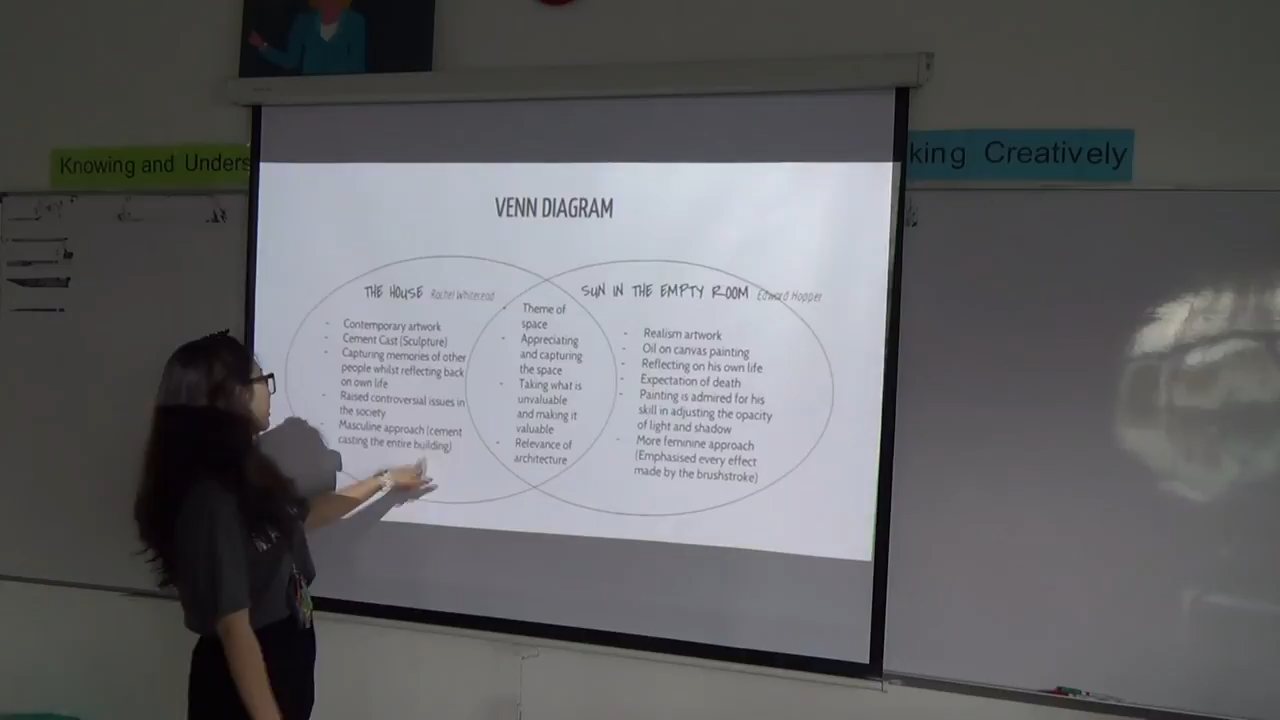 Knowing and Unders
king Creatively
VENN DIAGRAM
THE HOUSE Rachel Whiteread
- Contemporary artwork
- Cement Cast (Sculpture)
- Capturing memories of other
people whilst reflecting back
on own life
- Raised controversial issues in
the society
- Masculine approach (cement
casting the entire building)
- Theme of
space
- Appreciating
and capturing
the space
- Taking what is
unvaluable
and making it
valuable
- Relevance of
architecture
SUN IN THE EMPTY ROOM Edward Hopper
- Realism artwork
- Oil on canvas painting
- Reflecting on his own life
- Expectation of death
- Painting is admired for his
skill in adjusting the opacity
of light and shadow
- More feminine approach
(Emphasised every effect
made by the brushstroke)